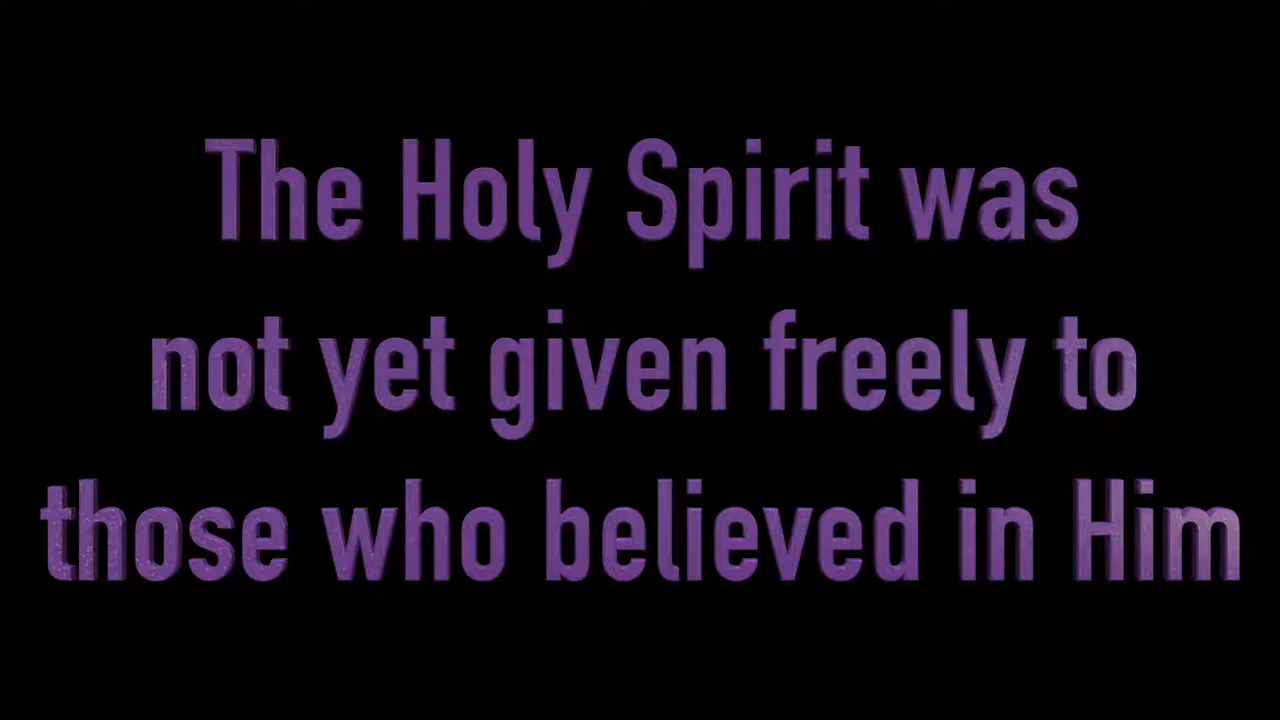 The Holy Spirit was
not yet given freely to
those who believed in Him